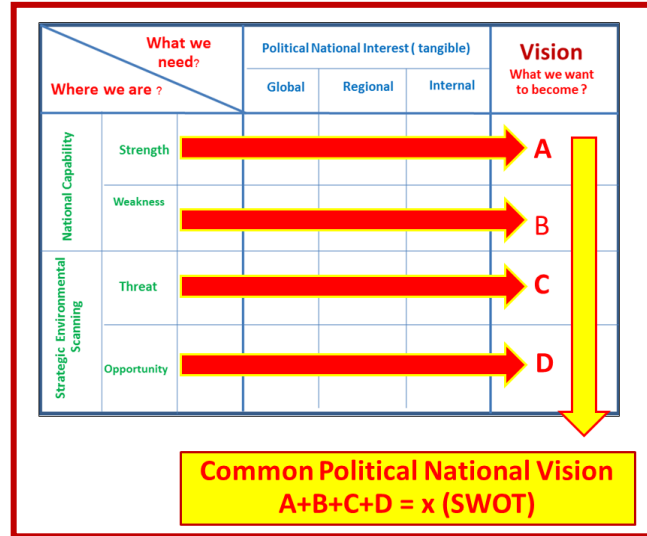 What we
need?
Where we are ?
Political National Interest ( tangible)
Global
Regional
Internal
Vision
What we want
to become ?
National Capability
Strength
A
Weakness
B
Strategic Environmental
Scanning
Threat
C
Opportunity
D
Common Political National Vision
A+B+C+D = x (SWOT)